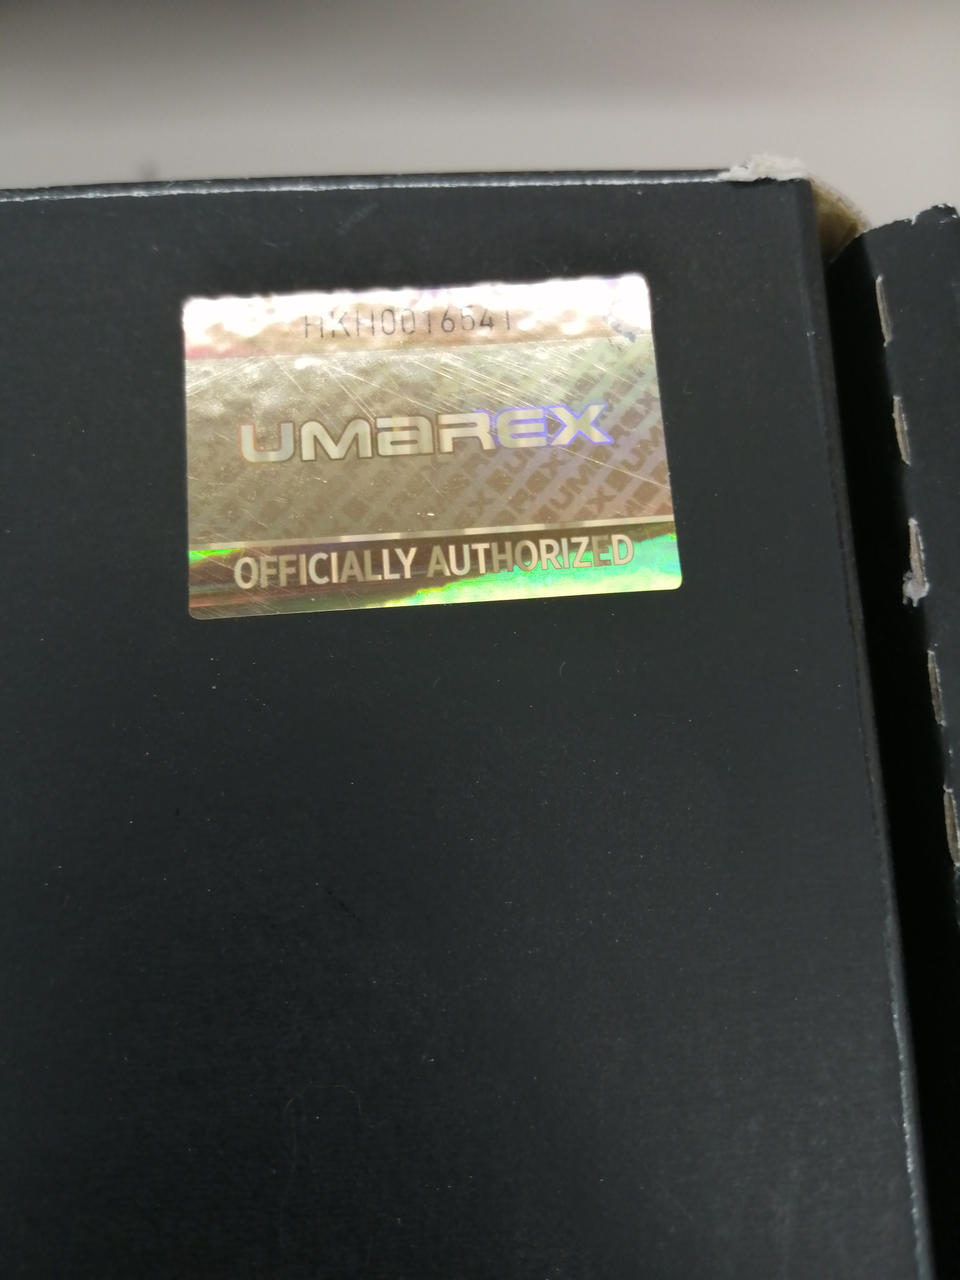 HKH0016541
UMAREX
OFFICIALLY AUTHORIZED